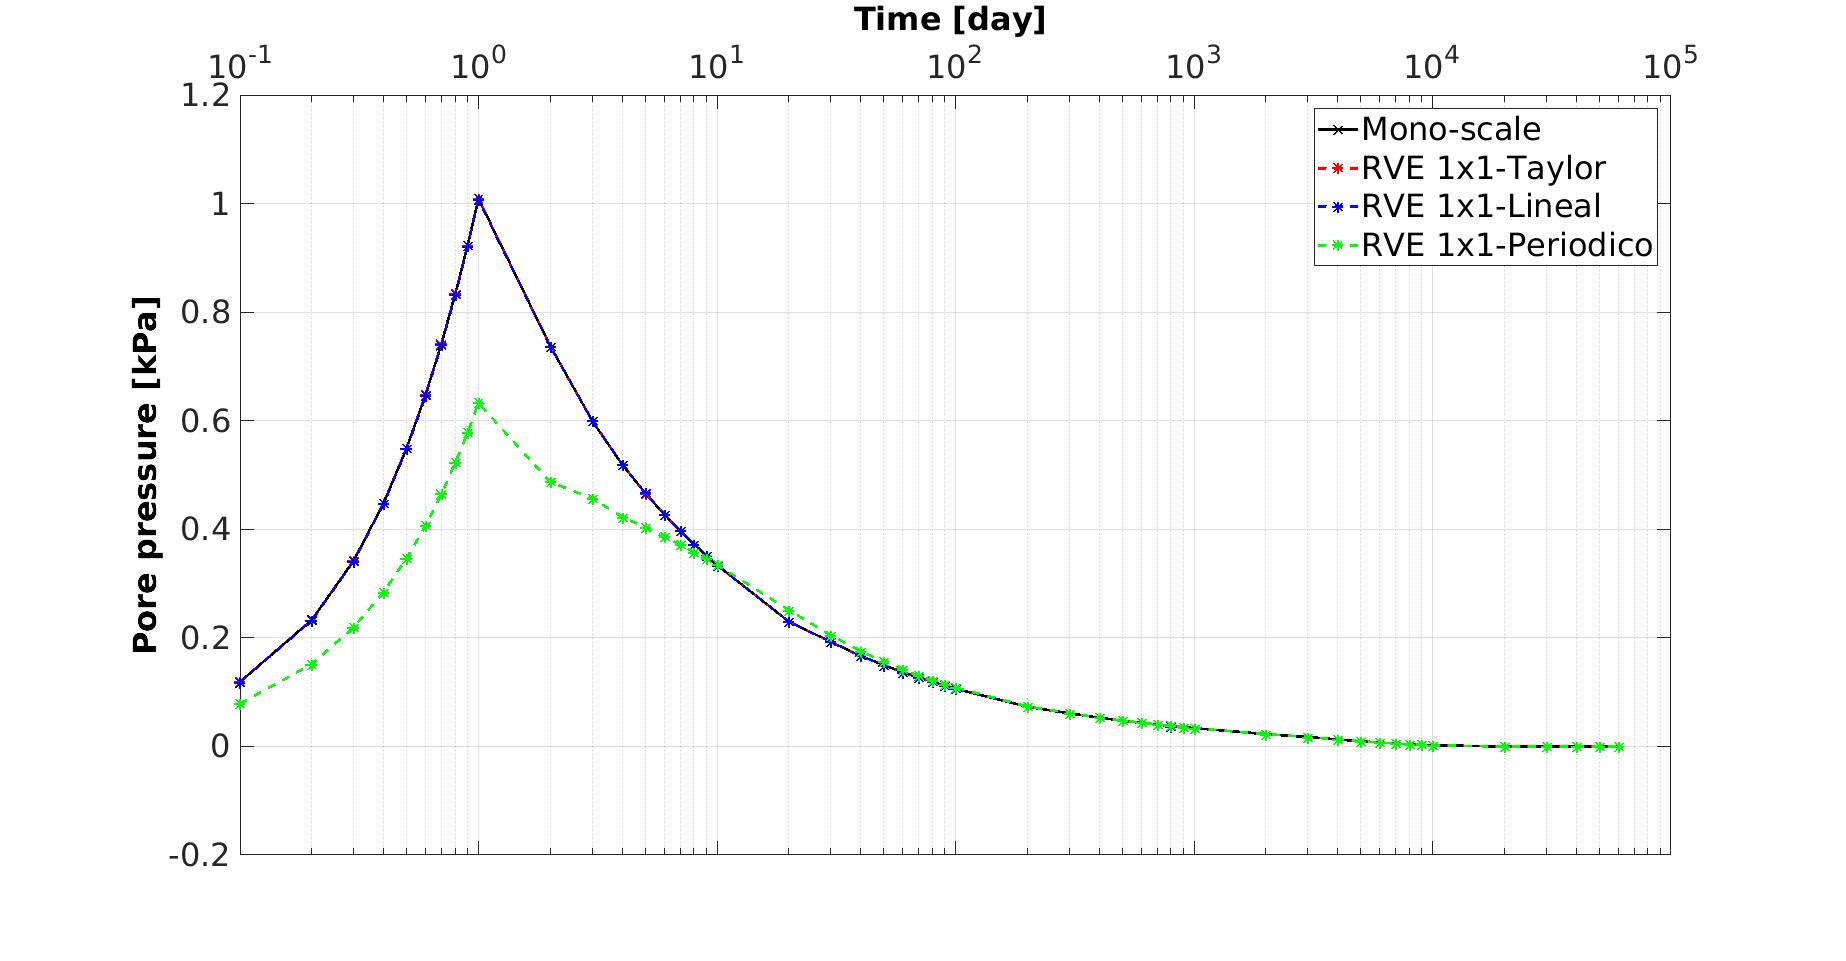 Time [day]
10^-1 10^0 10^1 10^2 10^3 10^4 10^5
1.2
1
0.8
0.6
0.4
0.2
0
-0.2
Pore pressure [kPa]
Mono-scale
RVE 1x1-Taylor
RVE 1x1-Lineal
RVE 1x1-Periodico